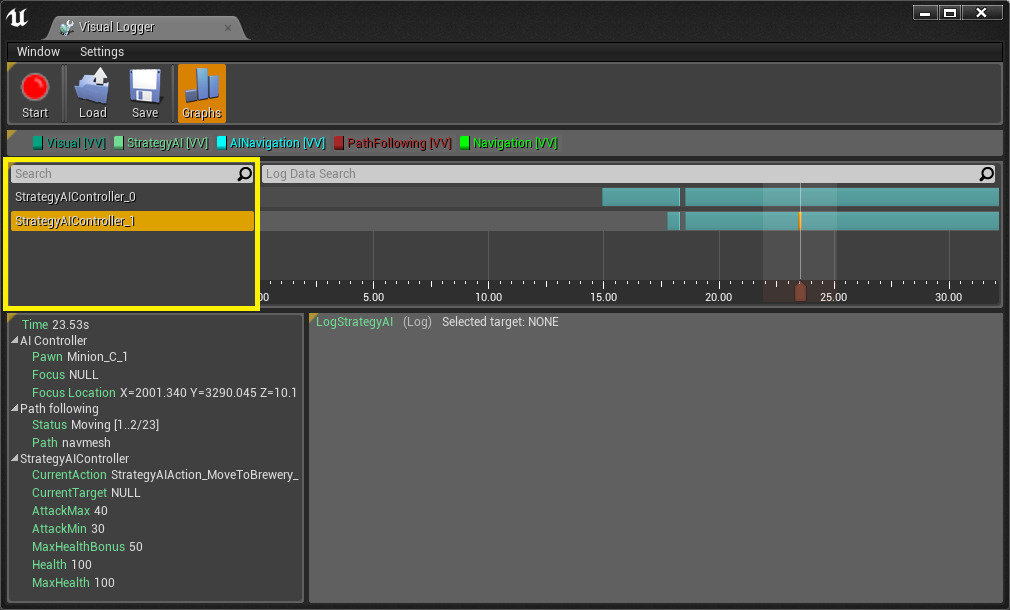 Visual Logger
Window Settings
Start Load Save Graphs
Visual [VV] StrategyAI [VV] AINavigation [VV] PathFollowing [VV] Navigation [VV]
Search Log Data Search
StrategyAIController_0
StrategyAIController_1
.00 5.00 10.00 15.00 20.00 25.00 30.00
Time 23.53s
AI Controller
Pawn Minion_C_1
Focus NULL
Focus Location X=2001.340 Y=3290.045 Z=10.1
Path following
Status Moving [1..2/23]
Path navmesh
StrategyAIController
CurrentAction StrategyAIAction_MoveToBrewery_
CurrentTarget NULL
AttackMax 40
AttackMin 30
MaxHealthBonus 50
Health 100
MaxHealth 100
LogStrategyAI (Log) Selected target: NONE